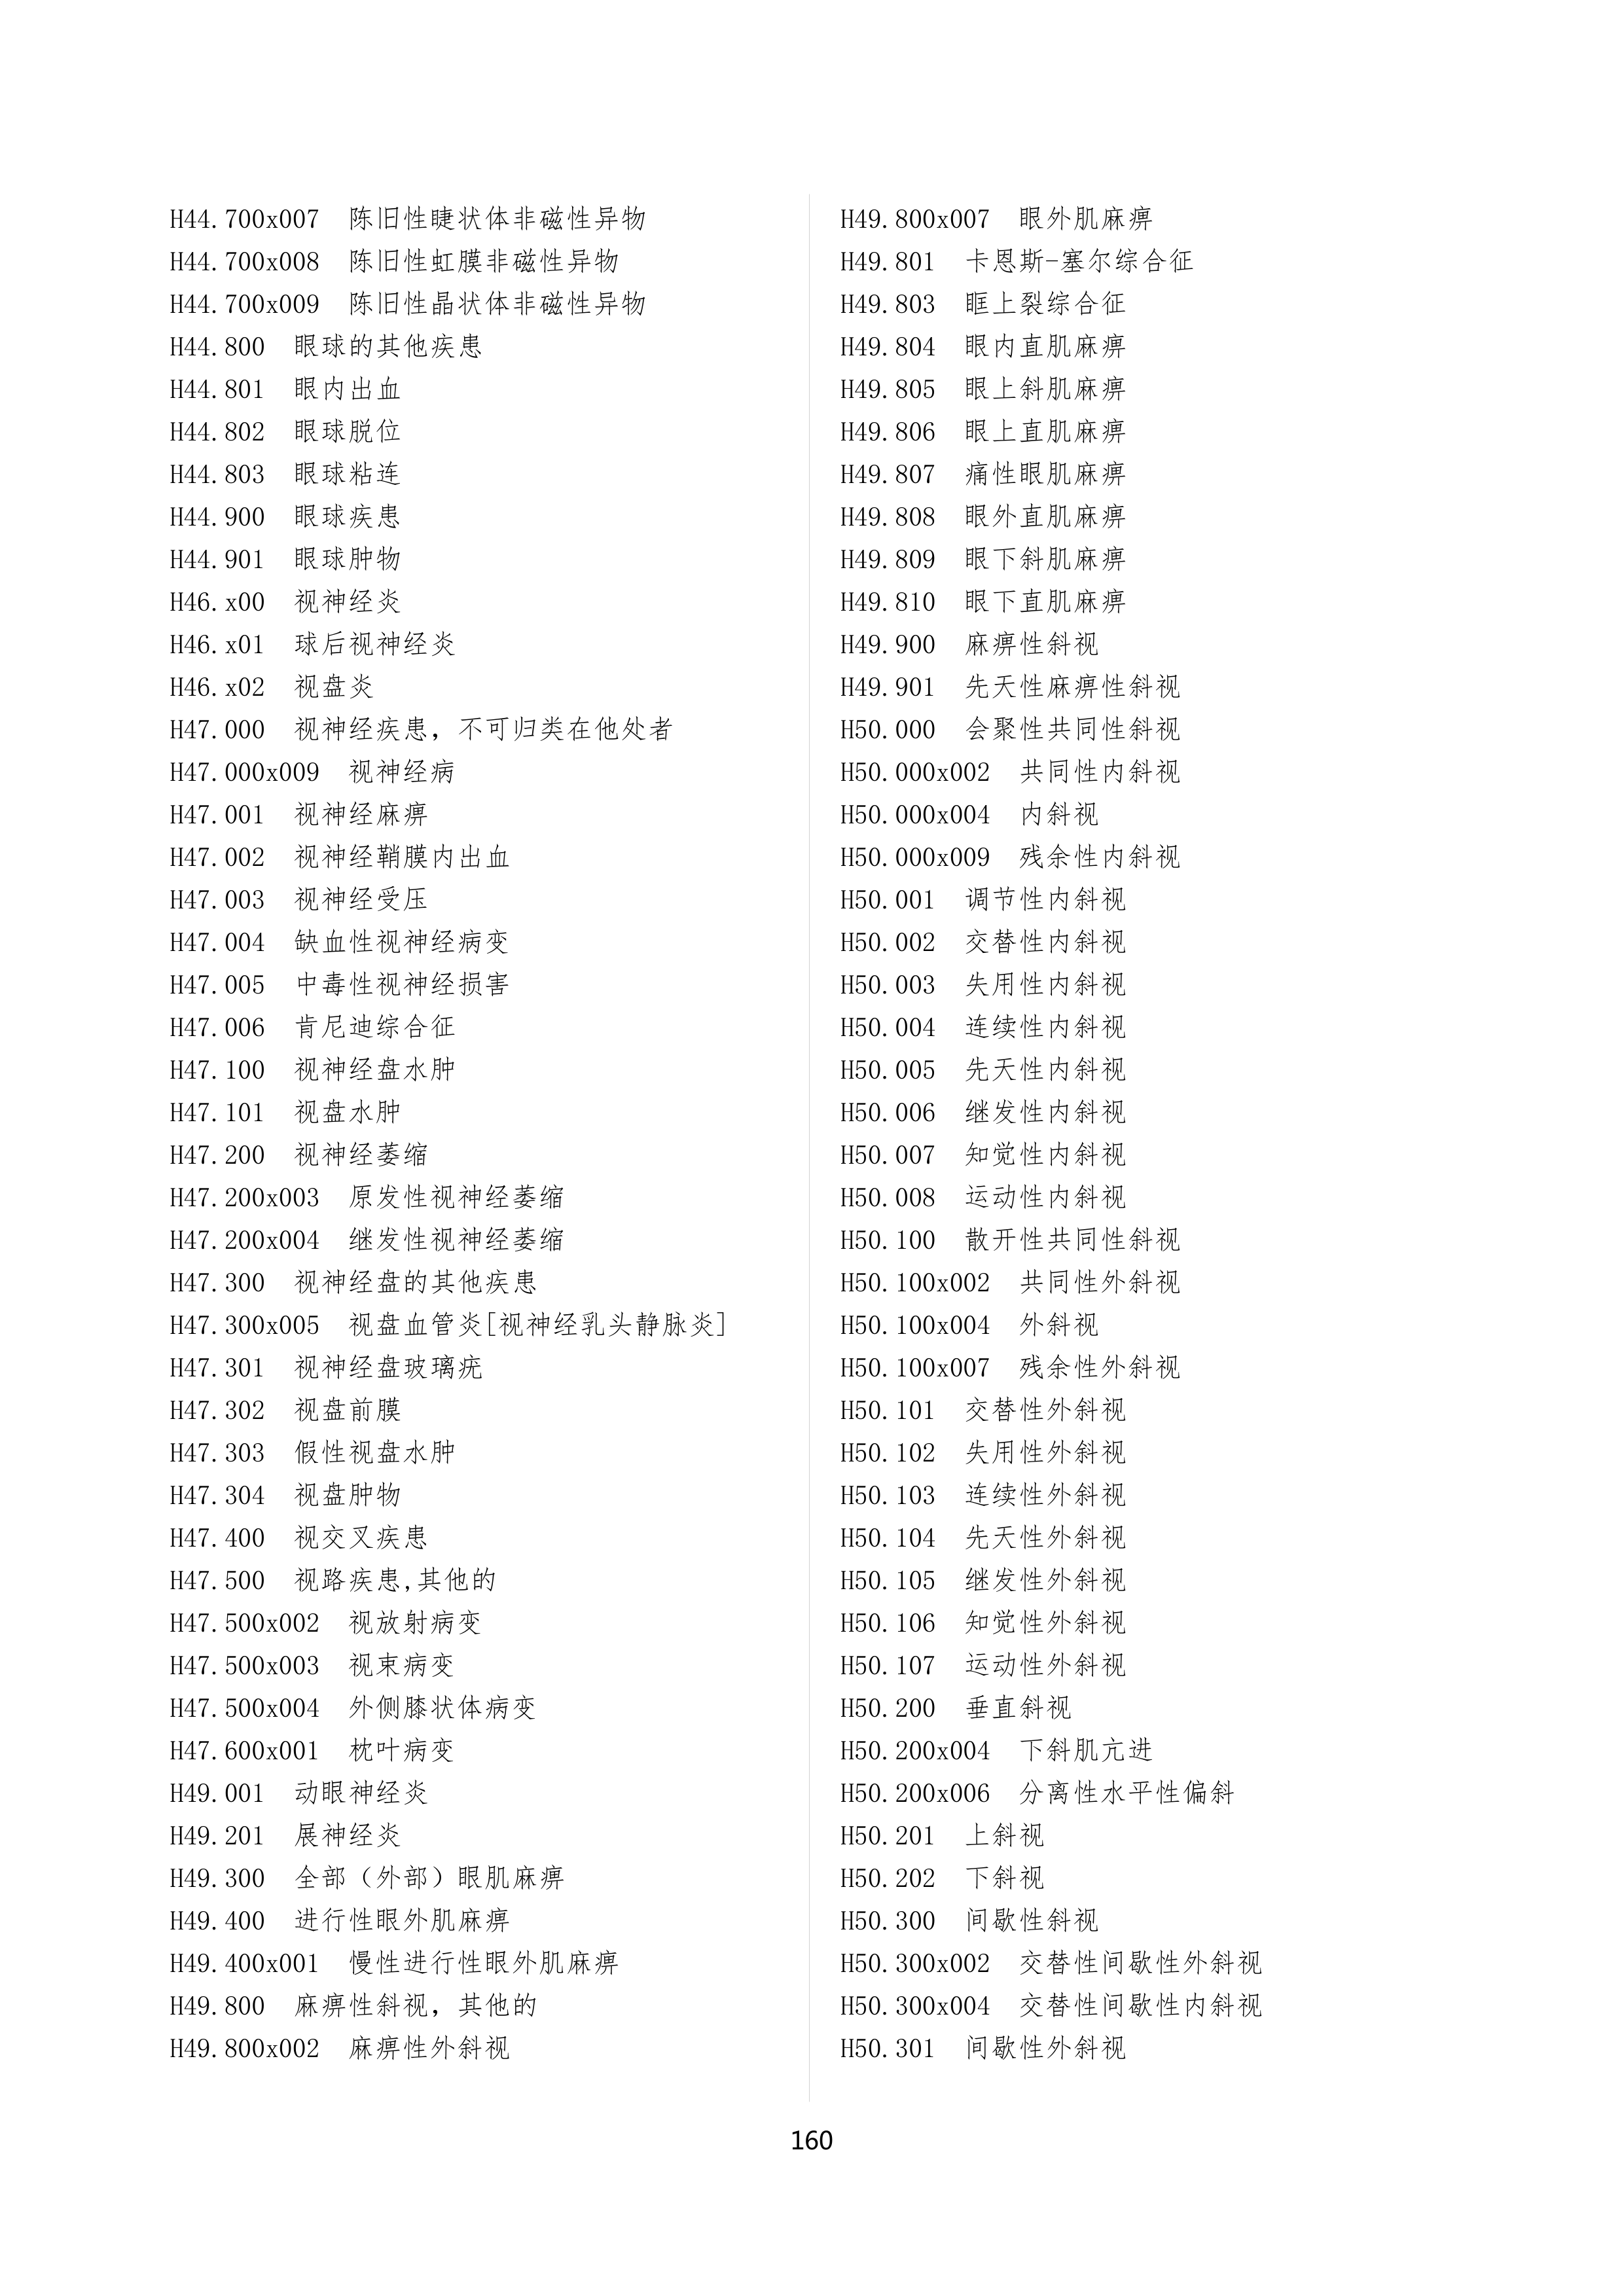 H44.700x007 陈旧性睫状体非磁性异物
H44.700x008 陈旧性虹膜非磁性异物
H44.700x009 陈旧性晶状体非磁性异物
H44.800 眼球的其他疾患
H44.801 眼内出血
H44.802 眼球脱位
H44.803 眼球粘连
H44.900 眼球疾患
H44.901 眼球肿物
H46.x00 视神经炎
H46.x01 球后视神经炎
H46.x02 视盘炎
H47.000 视神经疾患，不可归类在他处者
H47.000x009 视神经病
H47.001 视神经麻痹
H47.002 视神经鞘膜内出血
H47.003 视神经受压
H47.004 缺血性视神经病变
H47.005 中毒性视神经损害
H47.006 肯尼迪综合征
H47.100 视神经盘水肿
H47.101 视盘水肿
H47.200 视神经萎缩
H47.200x003 原发性视神经萎缩
H47.200x004 继发性视神经萎缩
H47.300 视神经盘的其他疾患
H47.300x005 视盘血管炎[视神经乳头静脉炎]
H47.301 视神经盘玻璃疣
H47.302 视盘前膜
H47.303 假性视盘水肿
H47.304 视盘肿物
H47.400 视交叉疾患
H47.500 视路疾患,其他的
H47.500x002 视放射病变
H47.500x003 视束病变
H47.500x004 外侧膝状体病变
H47.600x001 枕叶病变
H49.001 动眼神经炎
H49.201 展神经炎
H49.300 全部（外部）眼肌麻痹
H49.400 进行性眼外肌麻痹
H49.400x001 慢性进行性眼外肌麻痹
H49.800 麻痹性斜视，其他的
H49.800x002 麻痹性外斜视
H49.800x007 眼外肌麻痹
H49.801 卡恩斯-塞尔综合征
H49.803 眶上裂综合征
H49.804 眼内直肌麻痹
H49.805 眼上斜肌麻痹
H49.806 眼上直肌麻痹
H49.807 痛性眼肌麻痹
H49.808 眼外直肌麻痹
H49.809 眼下斜肌麻痹
H49.810 眼下直肌麻痹
H49.900 麻痹性斜视
H49.901 先天性麻痹性斜视
H50.000 会聚性共同性斜视
H50.000x002 共同性内斜视
H50.000x004 内斜视
H50.000x009 残余性内斜视
H50.001 调节性内斜视
H50.002 交替性内斜视
H50.003 失用性内斜视
H50.004 连续性内斜视
H50.005 先天性内斜视
H50.006 继发性内斜视
H50.007 知觉性内斜视
H50.008 运动性内斜视
H50.100 散开性共同性斜视
H50.100x002 共同性外斜视
H50.100x004 外斜视
H50.100x007 残余性外斜视
H50.101 交替性外斜视
H50.102 失用性外斜视
H50.103 连续性外斜视
H50.104 先天性外斜视
H50.105 继发性外斜视
H50.106 知觉性外斜视
H50.107 运动性外斜视
H50.200 垂直斜视
H50.200x004 下斜肌亢进
H50.200x006 分离性水平性偏斜
H50.201 上斜视
H50.202 下斜视
H50.300 间歇性斜视
H50.300x002 交替性间歇性外斜视
H50.300x004 交替性间歇性内斜视
H50.301 间歇性外斜视
160